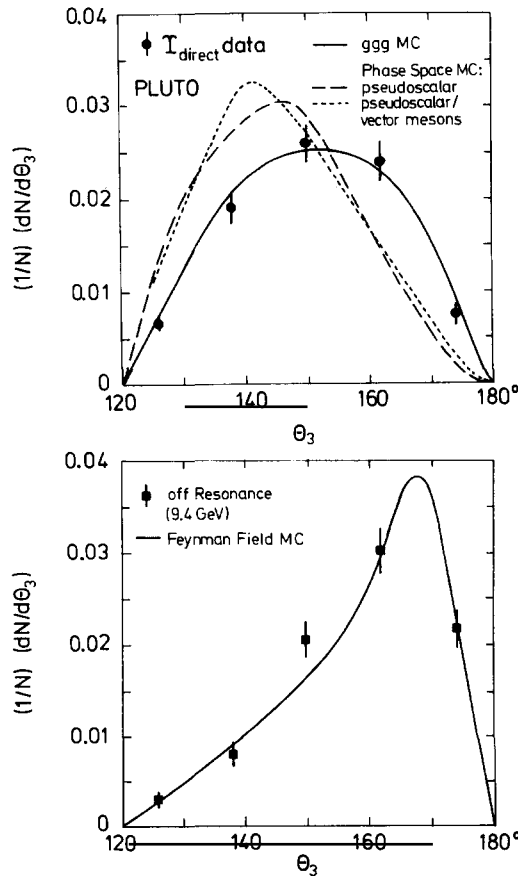 ϒdirect data
PLUTO
ggg MC
Phase Space MC:
pseudoscalar
pseudoscalar/
vector mesons
(1/N) (dN/dθ3)
0.04
0.03
0.02
0.01
0
120 140 160 180°
θ3
off Resonance
(9.4 GeV)
Feynman Field MC
(1/N) (dN/dθ3)
0.04
0.03
0.02
0.01
0
120 140 160 180°
θ3